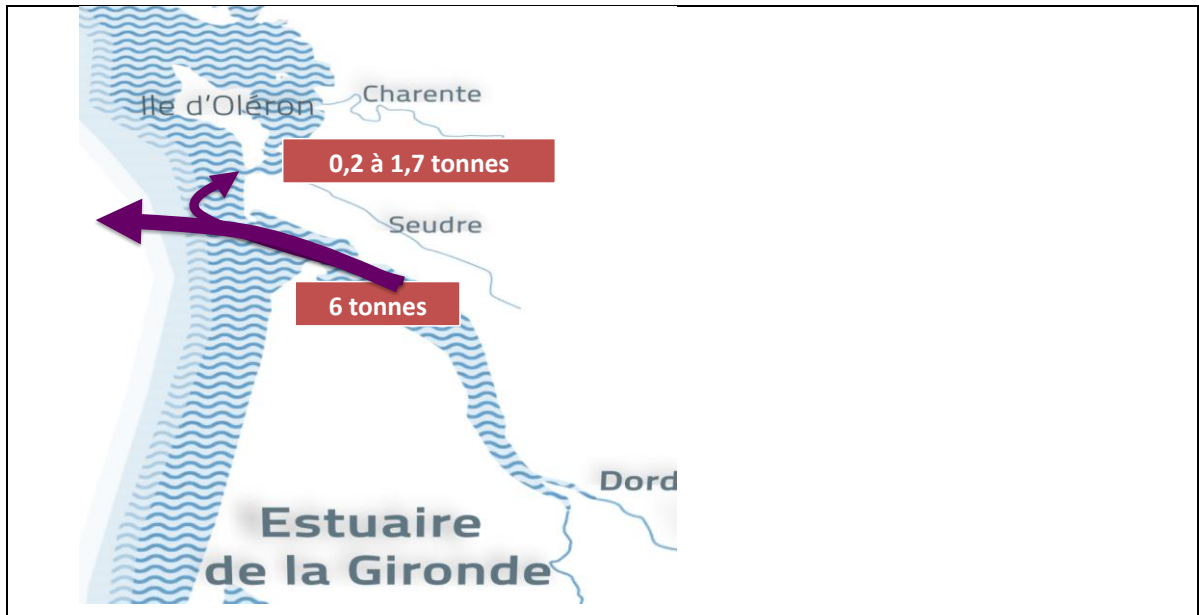 Charente
Ile d'Oléron
0,2 à 1,7 tonnes
Seudre
6 tonnes
Dord
Estuaire
de la Gironde